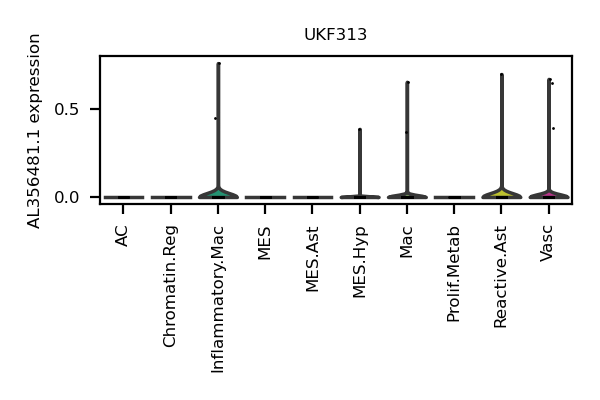 UKF313
AL356481.1 expression
0.5
0.0
AC
Chromatin.Reg
Inflammatory.Mac
MES
MES.Ast
MES.Hyp
Mac
Prolif.Metab
Reactive.Ast
Vasc